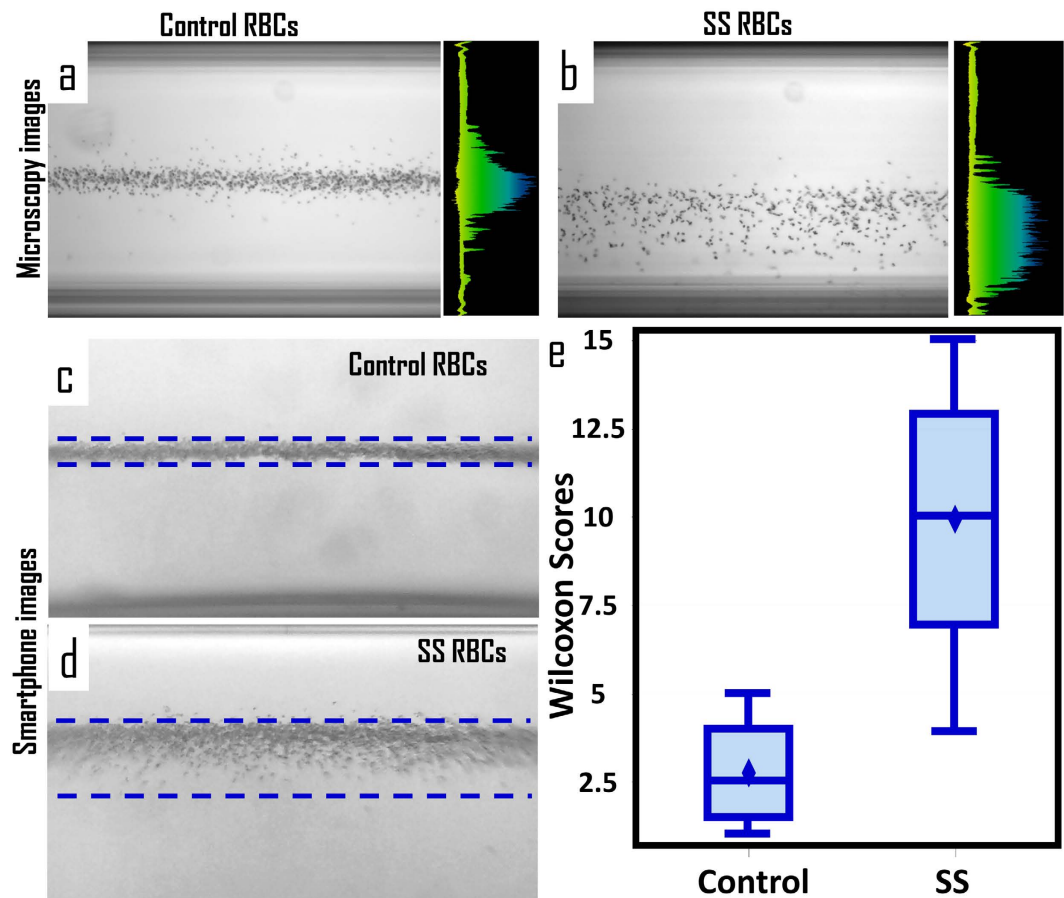 Control RBCs
SS RBCs
Microscopy images
a
b
Smartphone images
c
Control RBCs
d
SS RBCs
e
Wilcoxon Scores
15
12.5
10
7.5
5
2.5
Control
SS